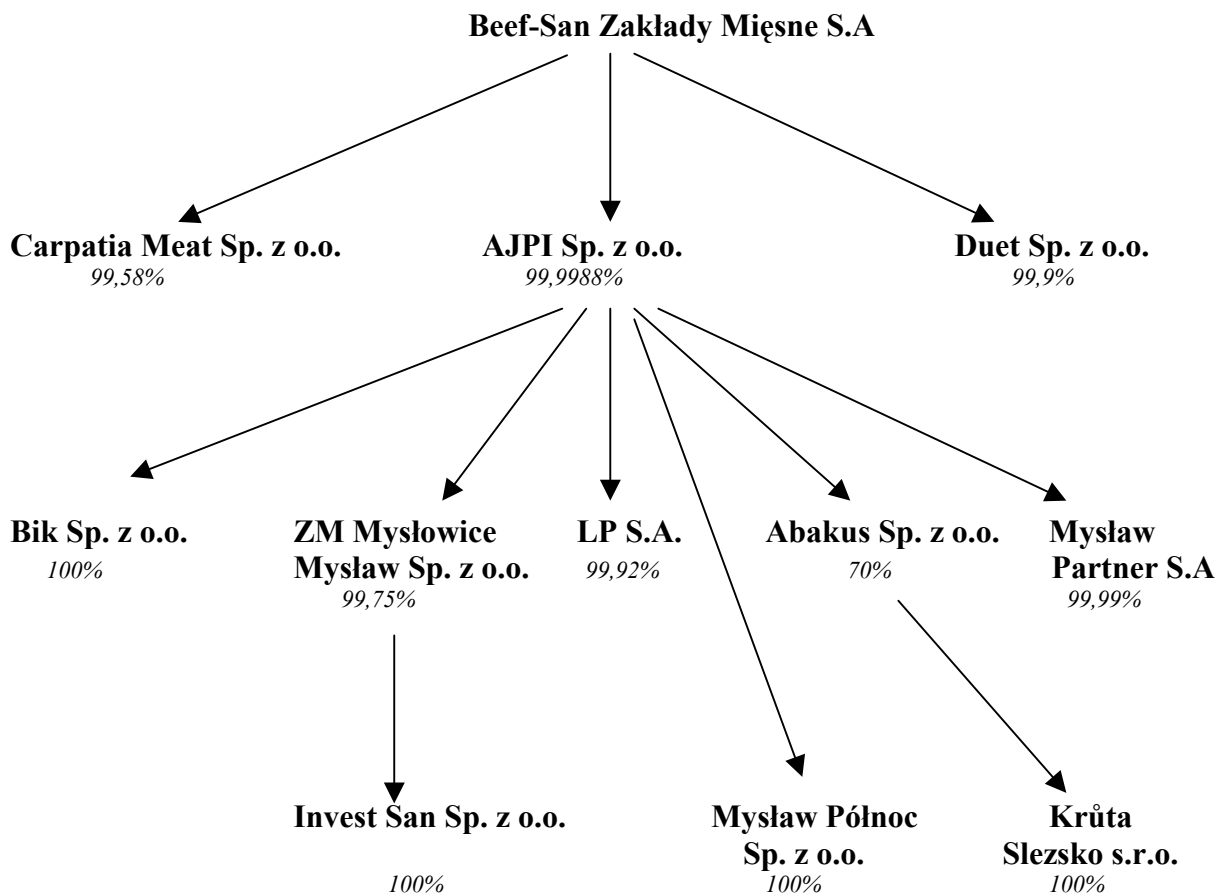 Beef-San Zakłady Mięsne S.A
Carpatia Meat Sp. z o.o.
99,58%
AJPI Sp. z o.o.
99,9988%
Duet Sp. z o.o.
99,9%
Bik Sp. z o.o.
100%
ZM Mysłowice
Mysław Sp. z o.o.
99,75%
LP S.A.
99,92%
Abakus Sp. z o.o.
70%
Mysław
Partner S.A
99,99%
Invest San Sp. z o.o.
100%
Mysław Północ
Sp. z o.o.
100%
Krůta
Slezsko s.r.o.
100%